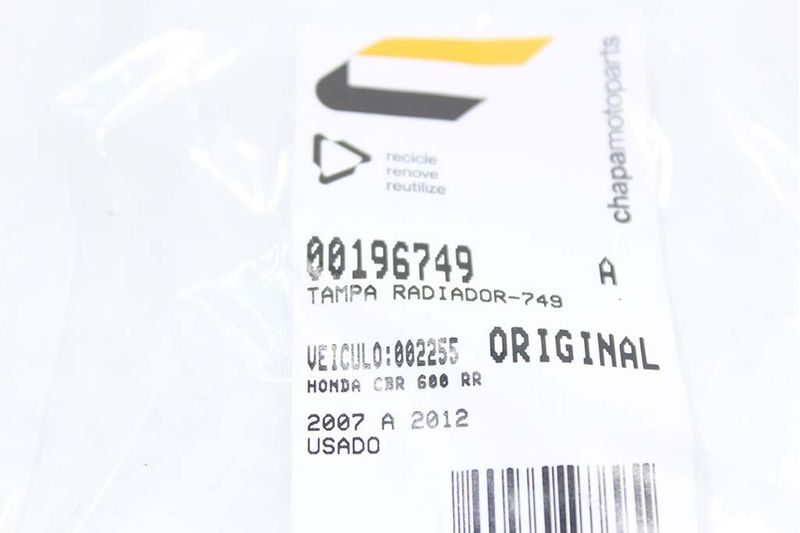 chapamotoparts
recicle
renove
reutilize
00196749
A
TAMPA RADIADOR-749
VEICULO:002255
ORIGINAL
HONDA CBR 600 RR
2007 A 2012
USADO